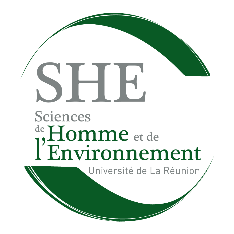 SHE
Sciences
de Homme et de
l'Environnement
Université de La Réunion